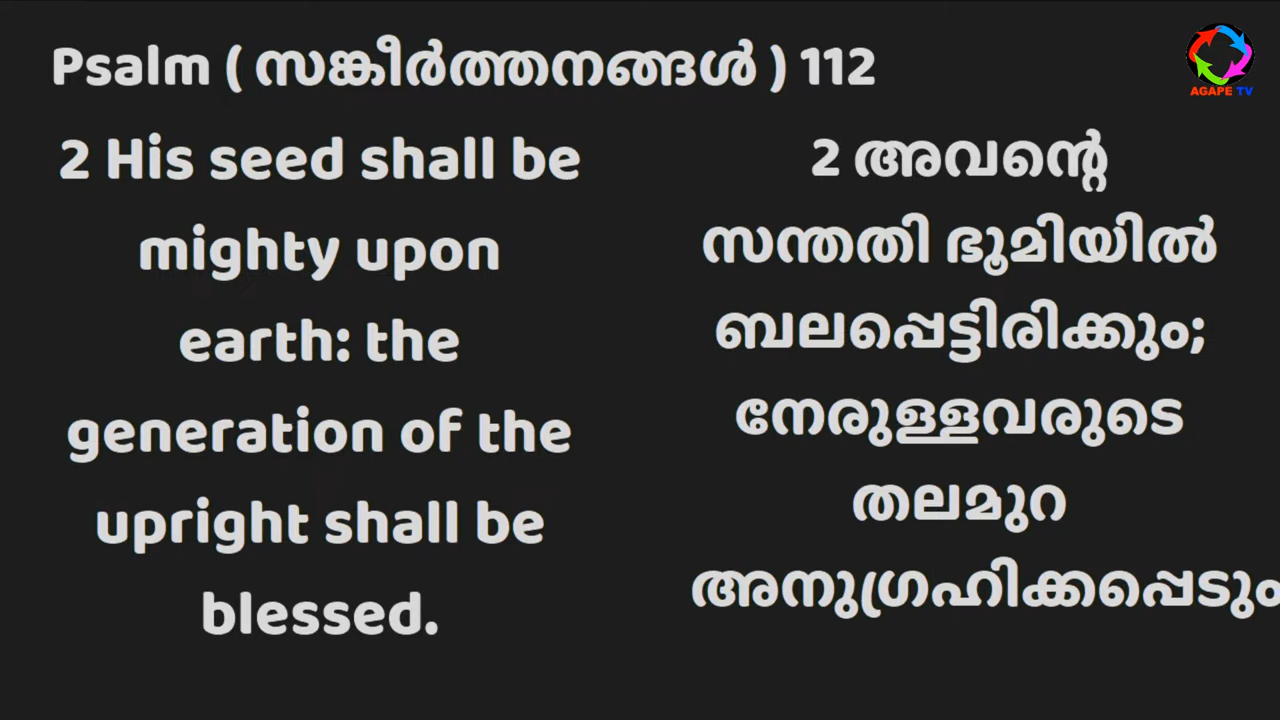 Psalm ( സങ്കീർത്തനങ്ങൾ ) 112
AGAPE TV
2 His seed shall be
mighty upon
earth: the
generation of the
upright shall be
blessed.
2 അവന്റെ
സന്തതി ഭൂമിയിൽ
ബലപ്പെട്ടിരിക്കും;
നേരുള്ളവരുടെ
തലമുറ
അനുഗ്രഹിക്കപ്പെടും